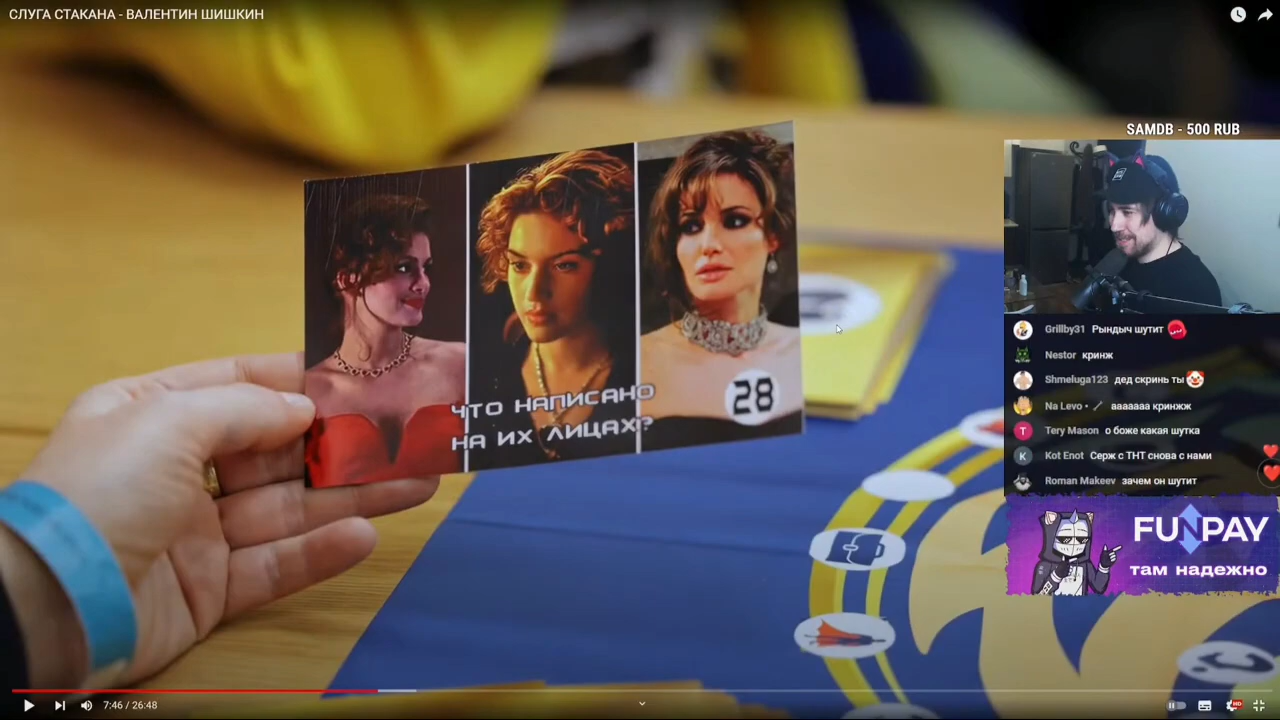 СЛУГА СТАКАНА - ВАЛЕНТИН ШИШКИН
SAMDB - 500 RUB
ЧТО НАПИСАНО
НА ИХ ЛИЦАХ?
28
Grillby31 Рындыч шутит
Nestor кринж
Shmeluga123 дед скринь ты
Na Levo • аааааа кринжж
T Tery Mason о боже какая шутка
K Kot Enot Серж с ТНТ снова с нами
Roman Makeev зачем он шутит
FUNPAY
там надежно
7:46 / 26:48
HD